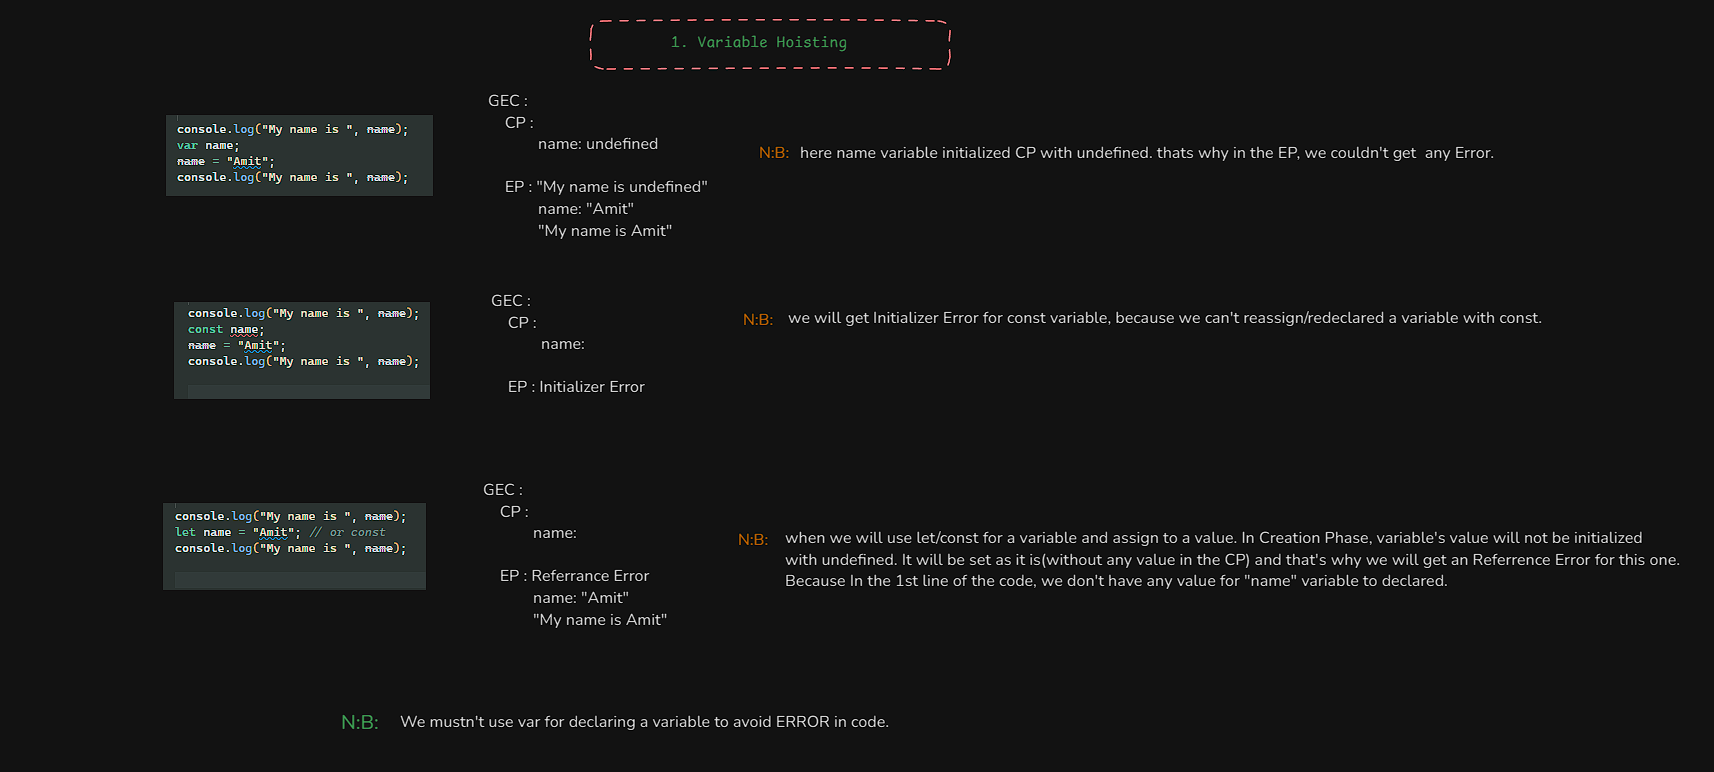 1. Variable Hoisting
console.log("My name is ", name);
var name;
name = "Amit";
console.log("My name is ", name);
GEC :
CP :
name: undefined
EP : "My name is undefined"
name: "Amit"
"My name is Amit"
N:B: here name variable initialized CP with undefined. thats why in the EP, we couldn't get any Error.
console.log("My name is ", name);
const name;
name = "Amit";
console.log("My name is ", name);
GEC :
CP :
name:
EP : Initializer Error
N:B: we will get Initializer Error for const variable, because we can't reassign/redeclared a variable with const.
console.log("My name is ", name);
let name = "Amit"; // or const
console.log("My name is ", name);
GEC :
CP :
name:
EP : Referrance Error
name: "Amit"
"My name is Amit"
N:B: when we will use let/const for a variable and assign to a value. In Creation Phase, variable's value will not be initialized
with undefined. It will be set as it is(without any value in the CP) and that's why we will get an Referrence Error for this one.
Because In the 1st line of the code, we don't have any value for "name" variable to declared.
N:B: We mustn't use var for declaring a variable to avoid ERROR in code.